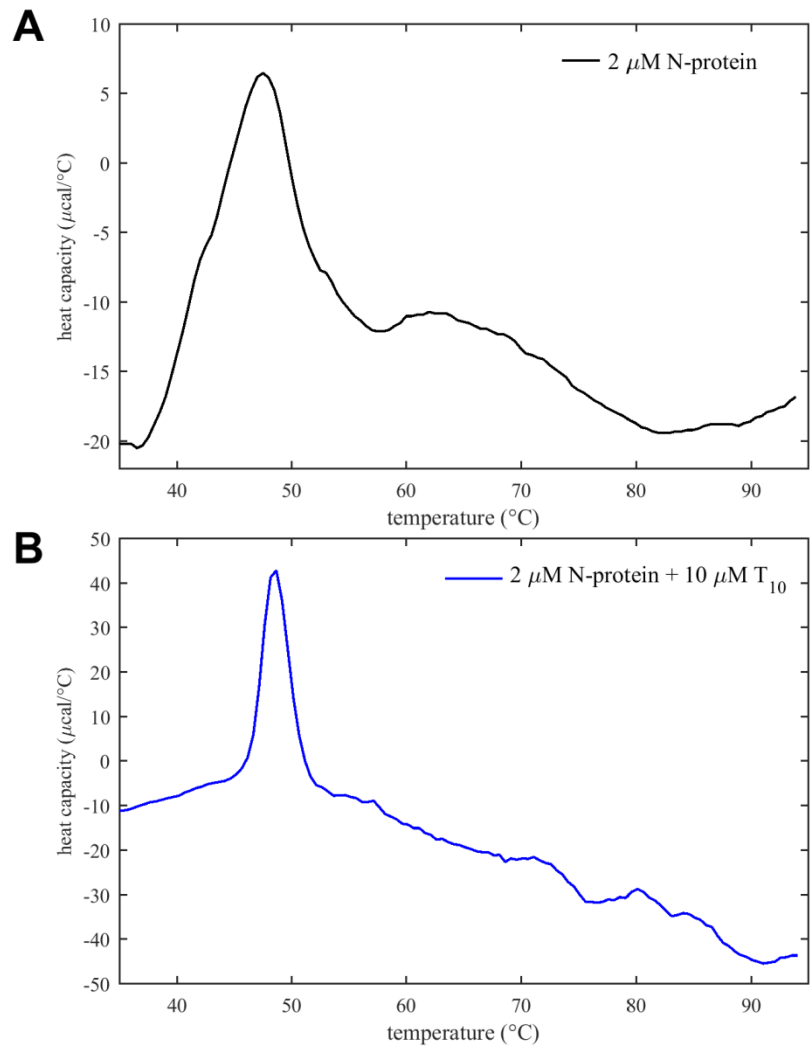 A
10
5
0
-5
-10
-15
-20
heat capacity (μcal/°C)
2 μM N-protein
40 50 60 70 80 90
temperature (°C)
B
50
40
30
20
10
0
-10
-20
-30
-40
-50
heat capacity (μcal/°C)
2 μM N-protein + 10 μM T₁₀
40 50 60 70 80 90
temperature (°C)